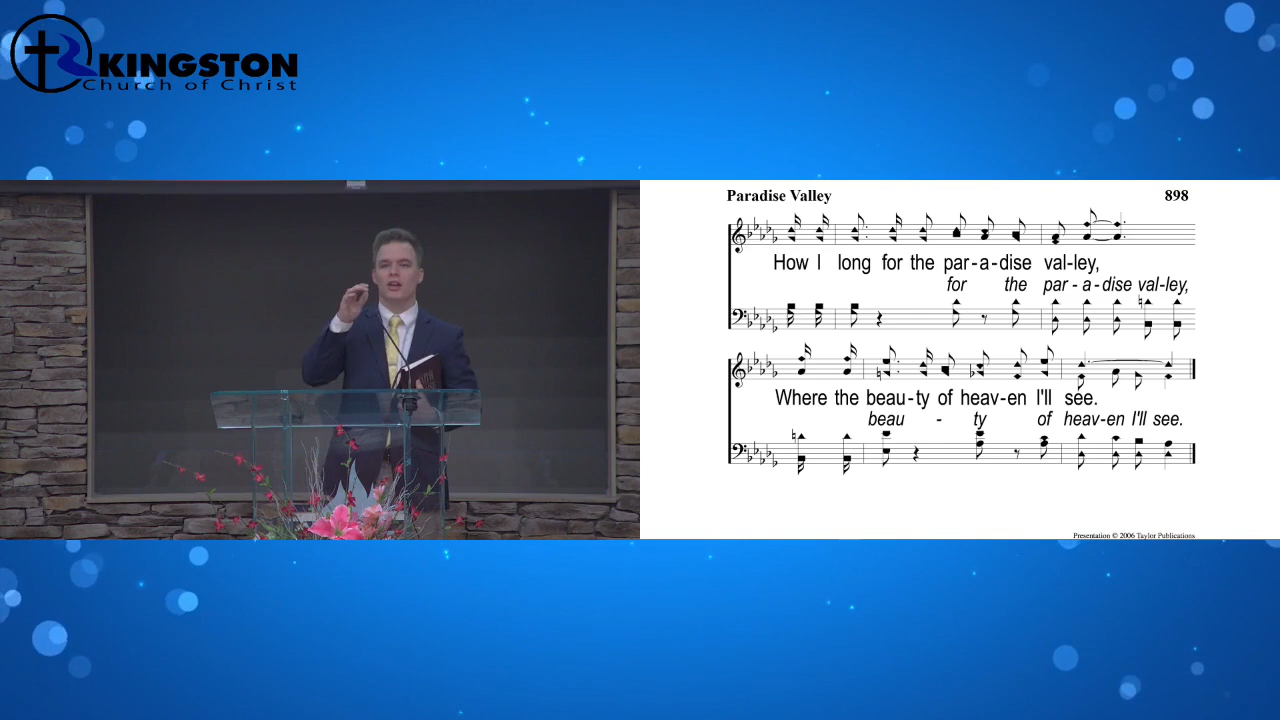 KINGSTON
Church of Christ
Paradise Valley 898
How I long for the par-a-dise val-ley,
for the par-a-dise val-ley,
Where the beau-ty of heav-en I'll see.
beau - ty of heav-en I'll see.
Presentation © 2006 Taylor Publications